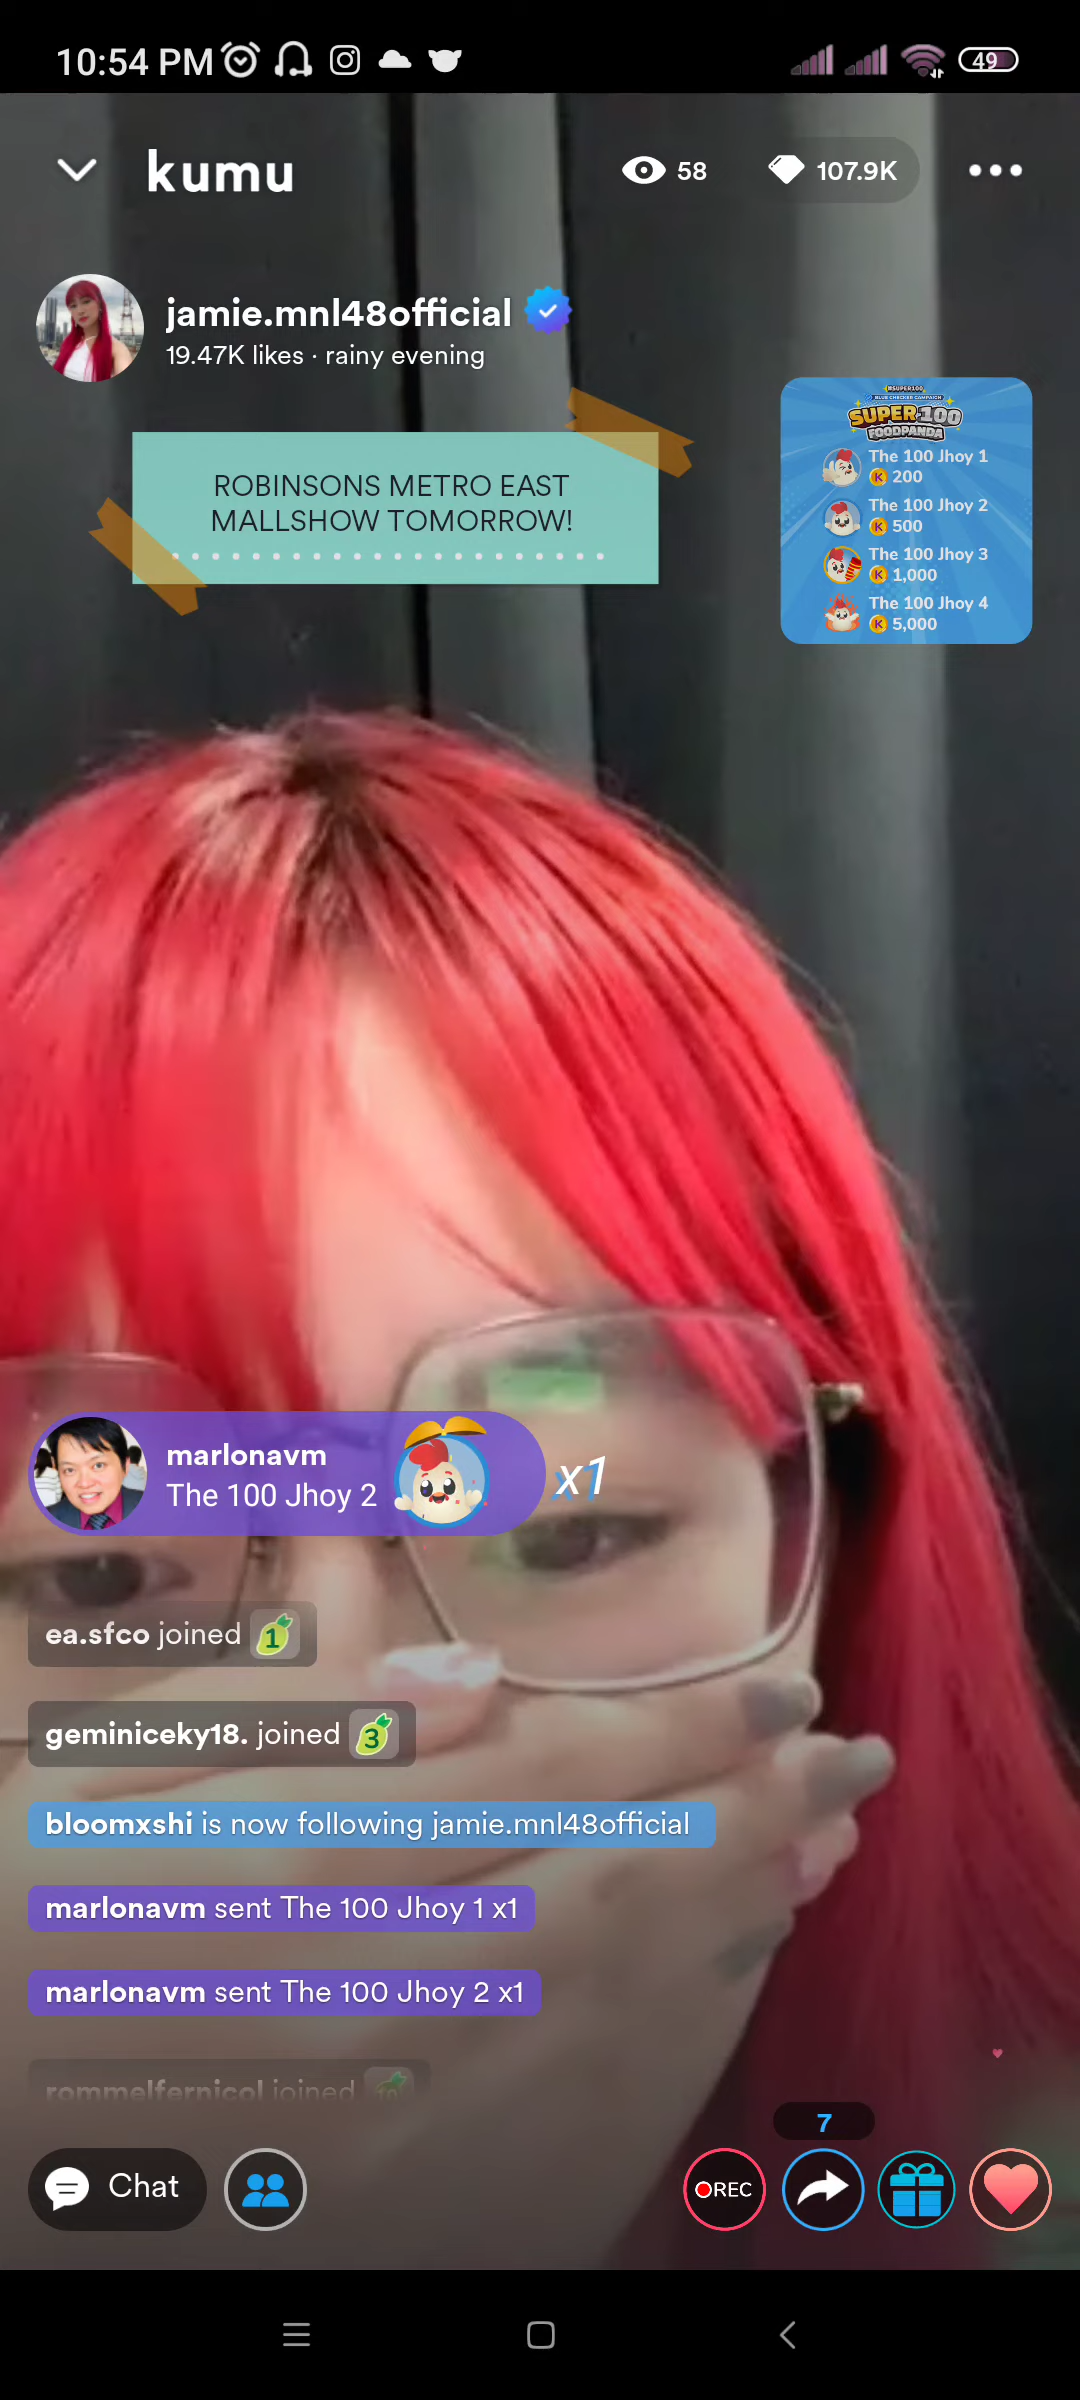 10:54 PM
49
kumu
58
107.9K
jamie.mnl48official
19.47K likes · rainy evening
ROBINSONS METRO EAST
MALLSHOW TOMORROW!
#SUPER100
BLUE CHECKER CAMPAIGN
SUPER 100
FOODPANDA
The 100 Jhoy 1
K 200
The 100 Jhoy 2
K 500
The 100 Jhoy 3
K 1,000
The 100 Jhoy 4
K 5,000
marlonavm
The 100 Jhoy 2
x1
ea.sfco joined 1
geminiceky18. joined 3
bloomxshi is now following jamie.mnl48official
marlonavm sent The 100 Jhoy 1 x1
marlonavm sent The 100 Jhoy 2 x1
rommelfernicol joined
7
Chat
REC